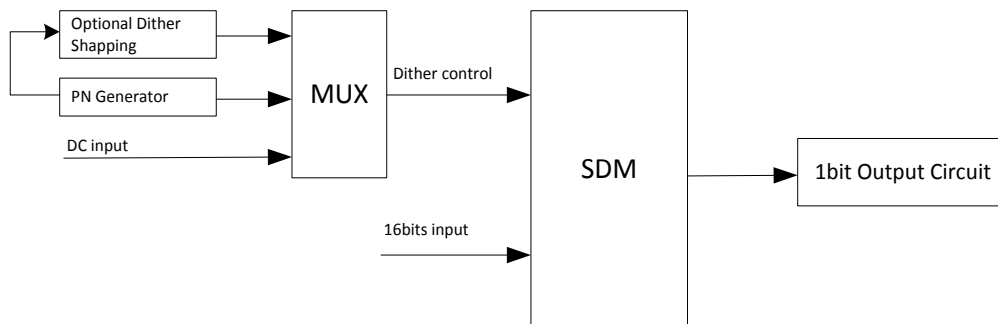 Optional Dither
Shapping
PN Generator
DC input
MUX
Dither control
16bits input
SDM
1bit Output Circuit